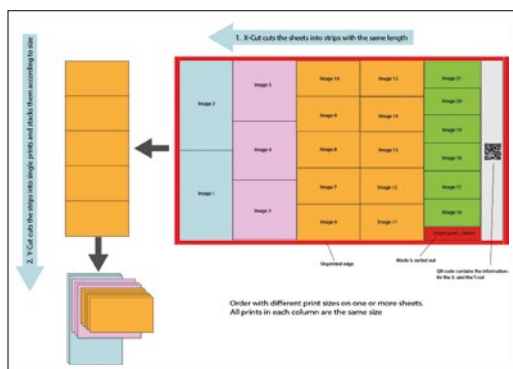 1. X-Cut cuts the sheets into strips with the same length
2. Y-Cut cuts the strips into single prints and stacks them according to size
Image 2
Image 1
Image 5
Image 4
Image 3
Image 10
Image 9
Image 8
Image 7
Image 6
Image 15
Image 14
Image 13
Image 12
Image 11
Image 21
Image 20
Image 19
Image 18
Image 17
Image 16
Empty print = Waste
Unprinted edge
Waste is sorted out
QR code contains the information
for the X- and the Y-cut
Order with different print sizes on one or more sheets.
All prints in each column are the same size